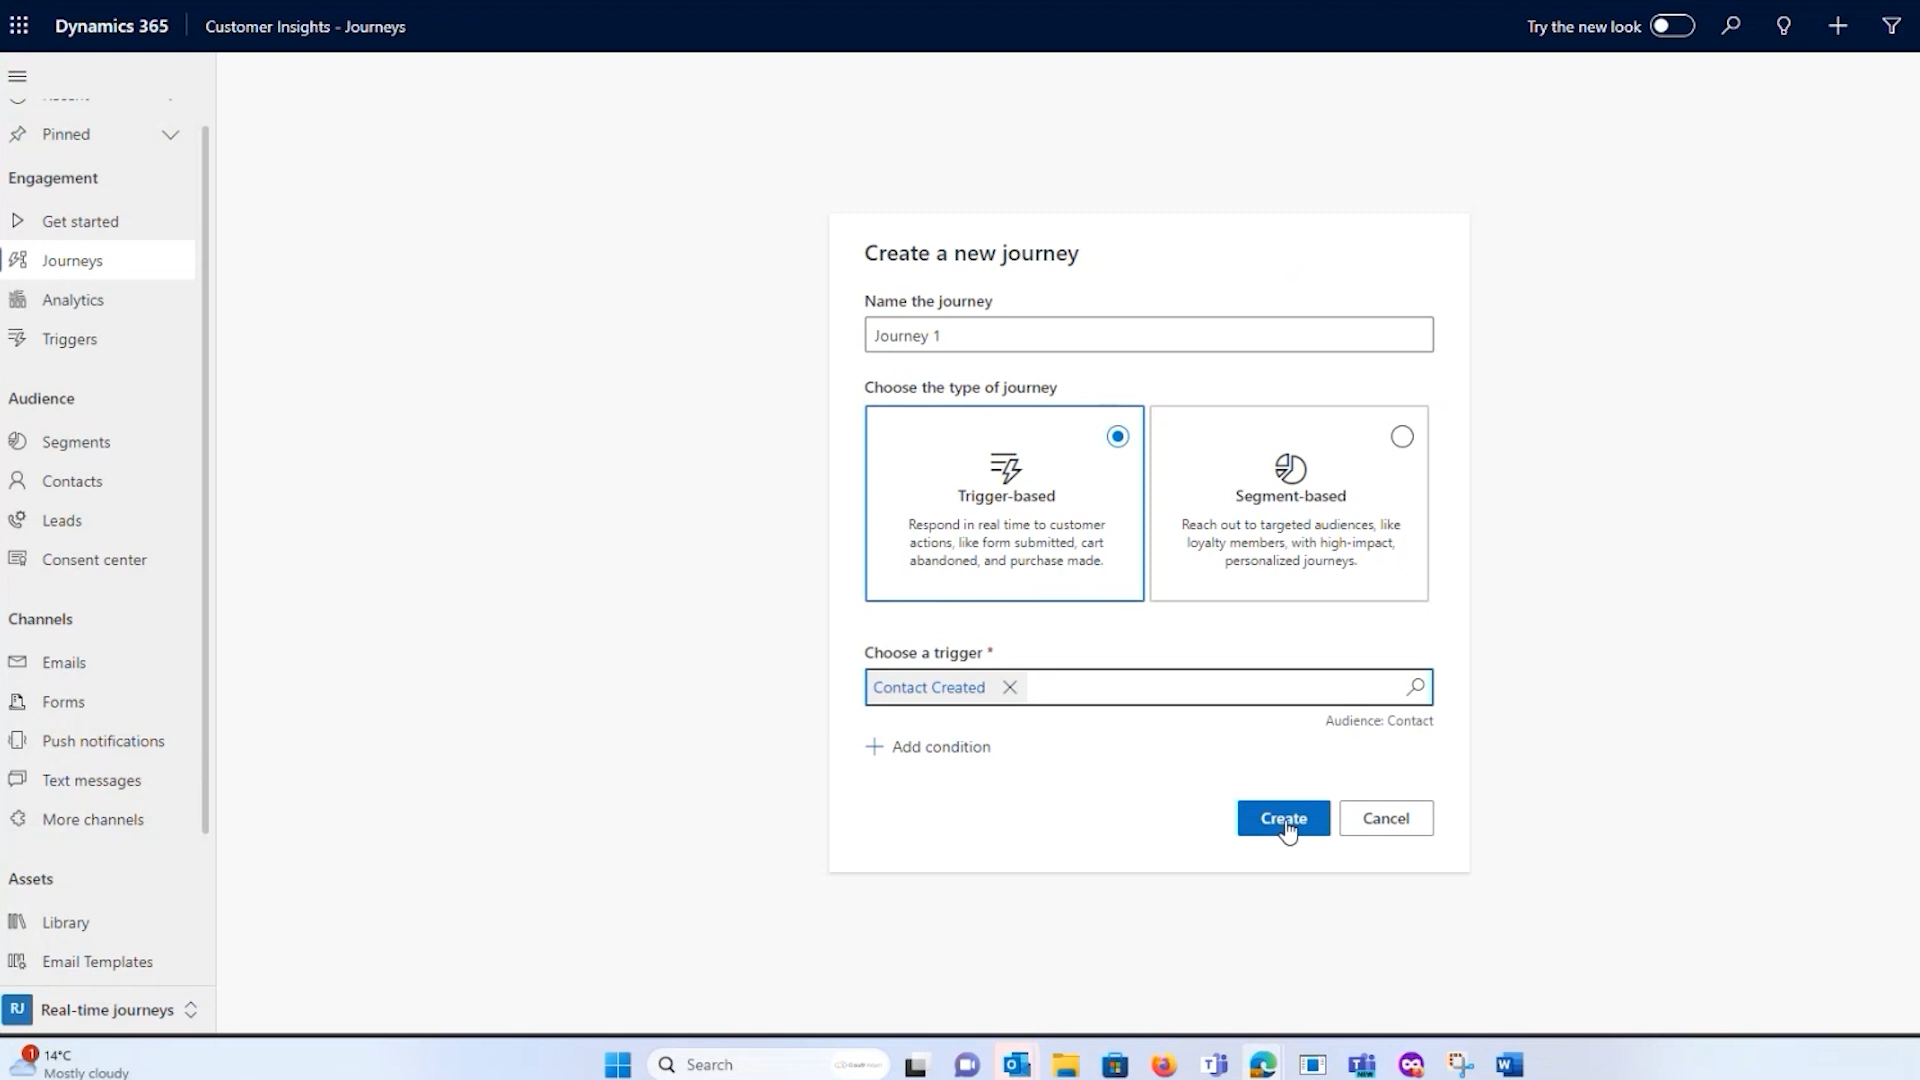 Dynamics 365
Customer Insights - Journeys
Try the new look
Pinned
Engagement
Get started
Journeys
Analytics
Triggers
Audience
Segments
Contacts
Leads
Consent center
Channels
Emails
Forms
Push notifications
Text messages
More channels
Assets
Library
Email Templates
RJ Real-time journeys
Create a new journey
Name the journey
Journey 1
Choose the type of journey
Trigger-based
Respond in real time to customer
actions, like form submitted, cart
abandoned, and purchase made.
Segment-based
Reach out to targeted audiences, like
loyalty members, with high-impact,
personalized journeys.
Choose a trigger *
Contact Created
Audience: Contact
Add condition
Create
Cancel
1
14°C
Mostly cloudy
Search
NEW